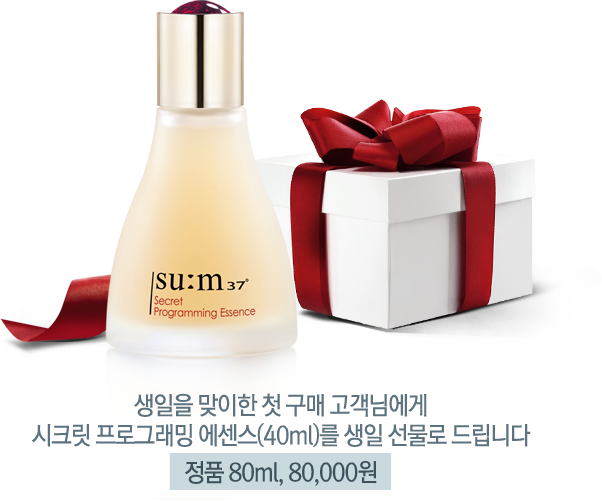 su:m 37°
Secret
Programming Essence
생일을 맞이한 첫 구매 고객님에게
시크릿 프로그래밍 에센스(40ml)를 생일 선물로 드립니다
정품 80ml, 80,000원